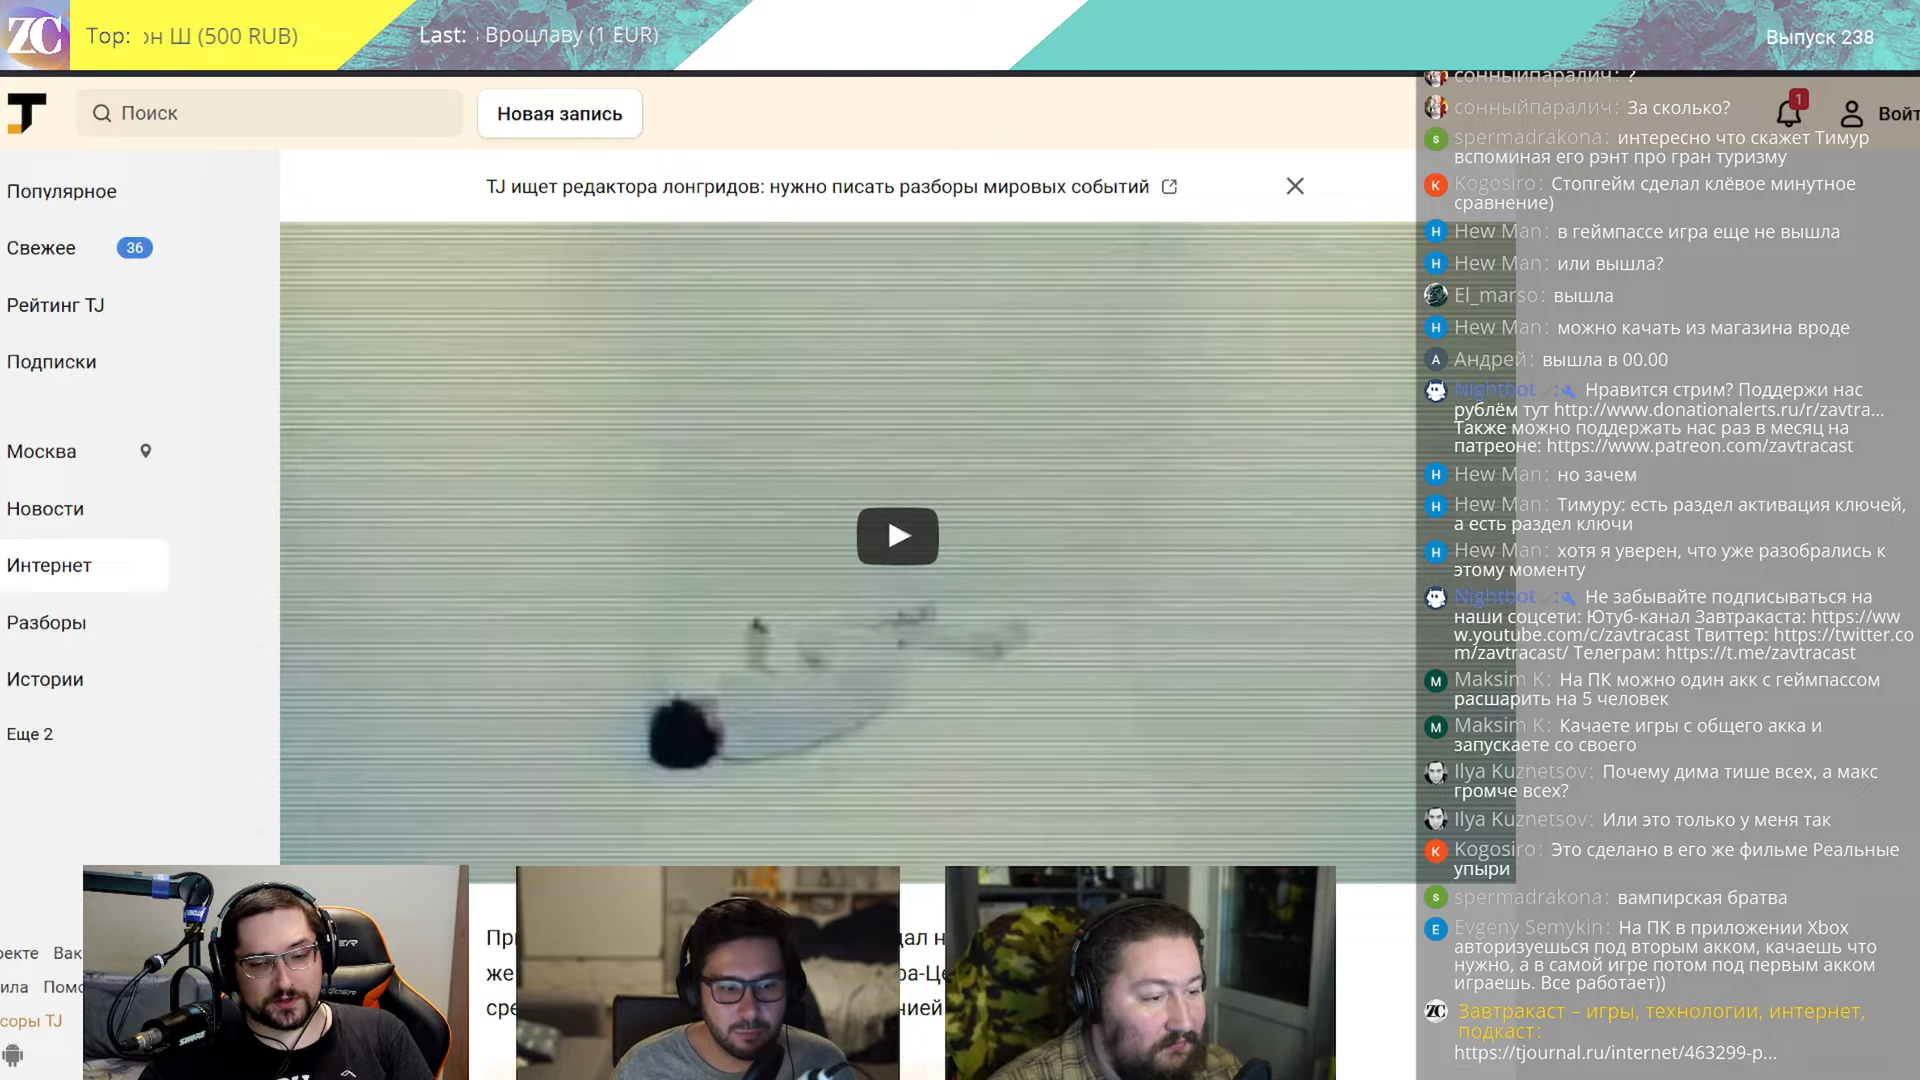 ZC
Top: он Ш (500 RUB)
Last: Вроцлаву (1 EUR)
Выпуск 238
Поиск
Новая запись
1
Войт
TJ ищет редактора лонгридов: нужно писать разборы мировых событий
Популярное
Свежее 36
Рейтинг TJ
Подписки
Москва
Новости
Интернет
Разборы
Истории
Еще 2
оекте Вак
ила Помс
соры TJ
SHURE
сонныйпаралич: ?
сонныйпаралич: За сколько?
spermadrakona: интересно что скажет Тимур
вспоминая его рэнт про гран туризму
Kogosiro: Стопгейм сделал клёвое минутное
сравнение)
Hew Man: в геймпассе игра еще не вышла
Hew Man: или вышла?
El_marso: вышла
Hew Man: можно качать из магазина вроде
Андрей: вышла в 00.00
Nightbot: Нравится стрим? Поддержи нас
рублём тут http://www.donationalerts.ru/r/zavtra...
Также можно поддержать нас раз в месяц на
патреоне: https://www.patreon.com/zavtracast
Hew Man: но зачем
Hew Man: Тимуру: есть раздел активация ключей,
а есть раздел ключи
Hew Man: хотя я уверен, что уже разобрались к
этому моменту
Nightbot: Не забывайте подписываться на
наши соцсети: Ютуб-канал Завтракаста: https://ww
w.youtube.com/c/zavtracast Твиттер: https://twitter.co
m/zavtracast/ Телеграм: https://t.me/zavtracast
Maksim K: На ПК можно один акк с геймпассом
расшарить на 5 человек
Maksim K: Качаете игры с общего акка и
запускаете со своего
Ilya Kuznetsov: Почему дима тише всех, а макс
громче всех?
Ilya Kuznetsov: Или это только у меня так
Kogosiro: Это сделано в его же фильме Реальные
упыри
spermadrakona: вампирская братва
Evgeny Semykin: На ПК в приложении Xbox
авторизуешься под вторым акком, качаешь что
нужно, а в самой игре потом под первым акком
играешь. Все работает))
Завтракаст – игры, технологии, интернет,
подкаст:
https://tjournal.ru/internet/463299-p...